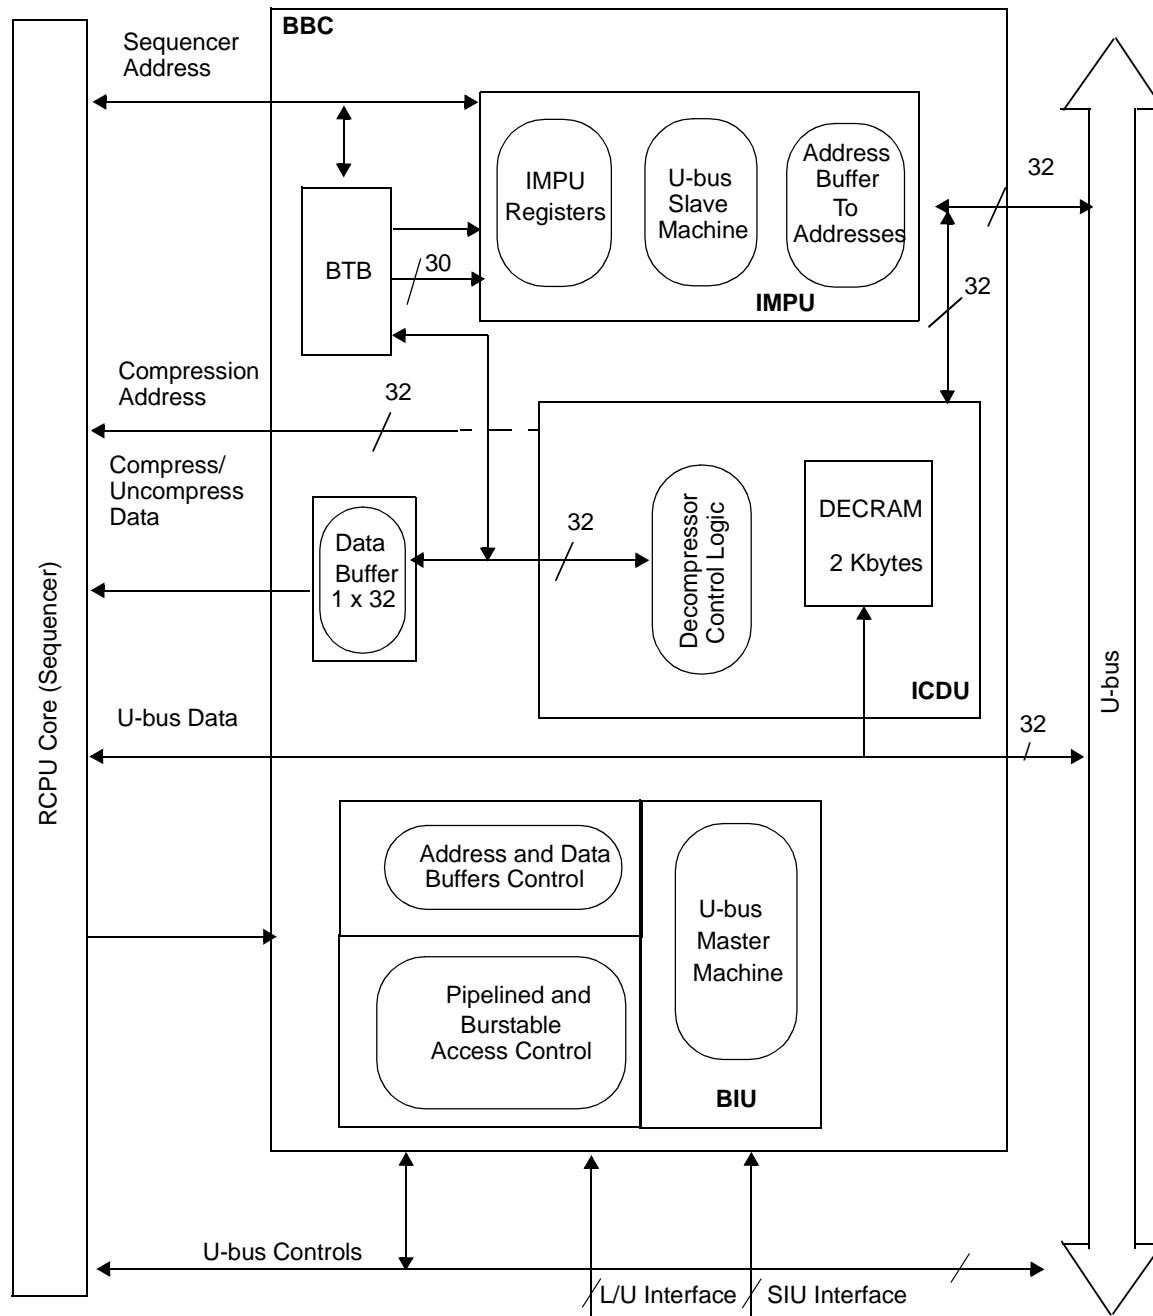 BBC
Sequencer
Address
IMPU
Registers
U-bus
Slave
Machine
Address
Buffer
To
Addresses
IMPU
32
BTB
30
32
Compression
Address
32
Compress/
Uncompress
Data
Data
Buffer
1 x 32
32
Decompressor
Control Logic
DECRAM
2 Kbytes
ICDU
U-bus Data
32
RCPU Core (Sequencer)
U-bus
Address and Data
Buffers Control
U-bus
Master
Machine
Pipelined and
Burstable
Access Control
BIU
U-bus Controls
L/U Interface
SIU Interface